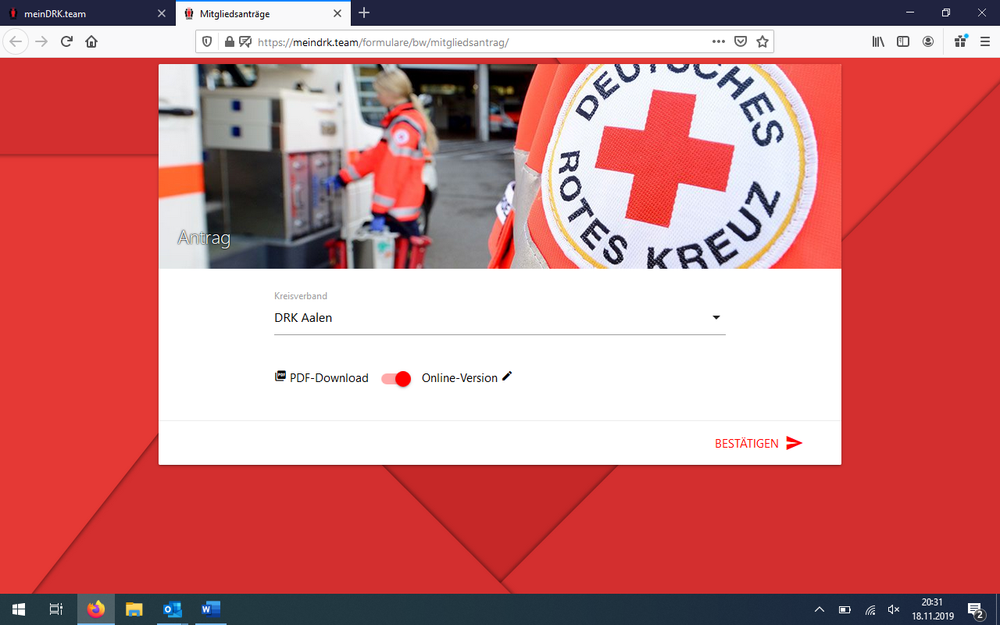 meinDRK.team
Mitgliedsanträge
https://meindrk.team/formulare/bw/mitgliedsantrag/
DEUTSCHES
ROTES KREUZ
Antrag
Kreisverband
DRK Aalen
PDF PDF-Download Online-Version
BESTÄTIGEN
20:31
18.11.2019
2